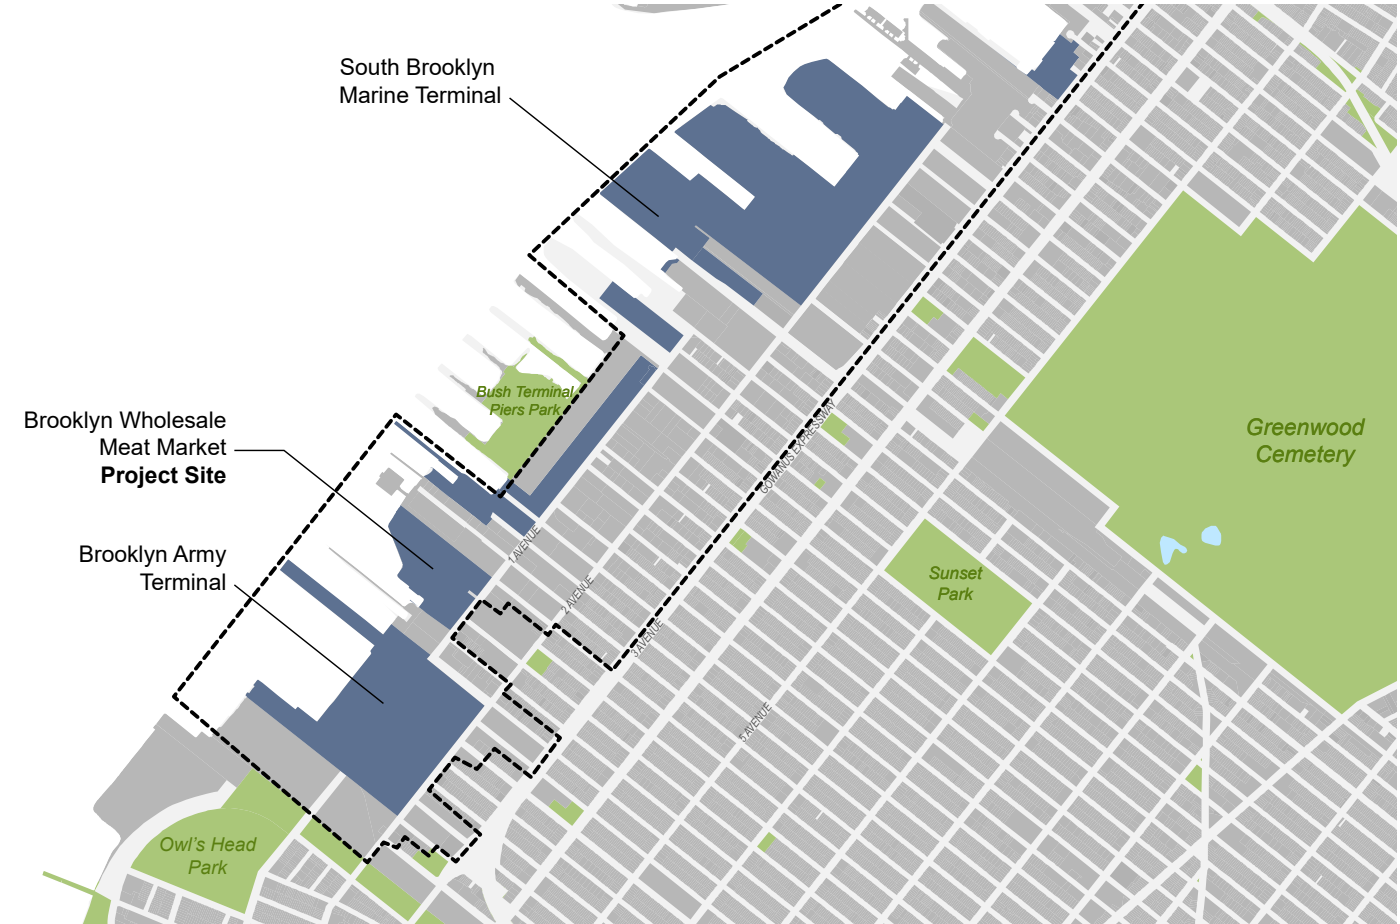 South Brooklyn
Marine Terminal
Brooklyn Wholesale
Meat Market
Project Site
Brooklyn Army
Terminal
Bush Terminal
Piers Park
Greenwood
Cemetery
GOWANUS EXPRESSWAY
1 AVENUE
2 AVENUE
3 AVENUE
5 AVENUE
Sunset
Park
Owl's Head
Park